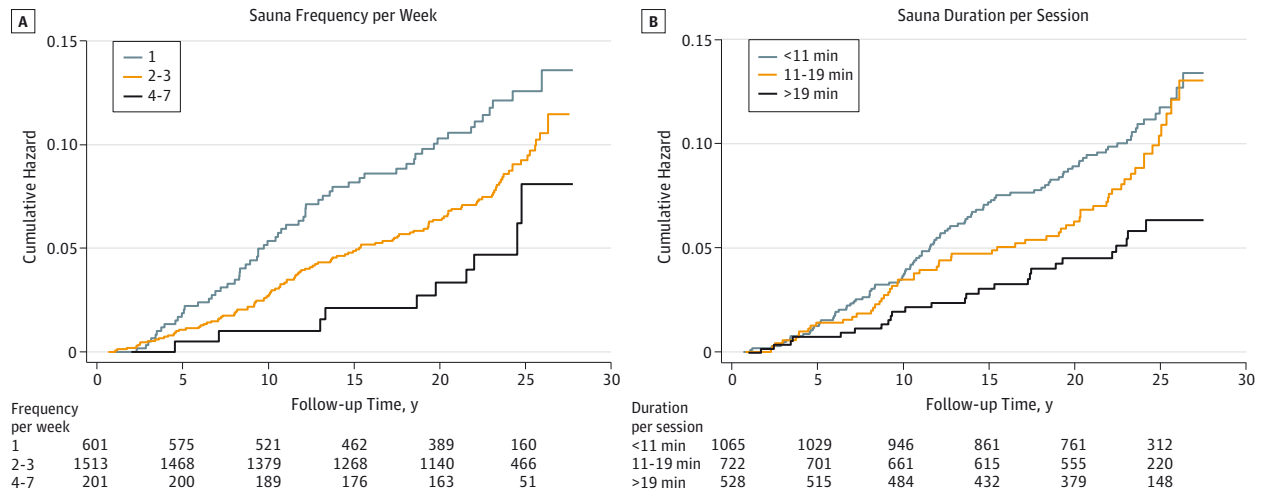 A
Sauna Frequency per Week
1
2-3
4-7
0.15
0.10
0.05
0
Cumulative Hazard
0 5 10 15 20 25 30
Follow-up Time, y
Frequency
per week
1 601 575 521 462 389 160
2-3 1513 1468 1379 1268 1140 466
4-7 201 200 189 176 163 51
B
Sauna Duration per Session
<11 min
11-19 min
>19 min
0.15
0.10
0.05
0
Cumulative Hazard
0 5 10 15 20 25 30
Follow-up Time, y
Duration
per session
<11 min 1065 1029 946 861 761 312
11-19 min 722 701 661 615 555 220
>19 min 528 515 484 432 379 148